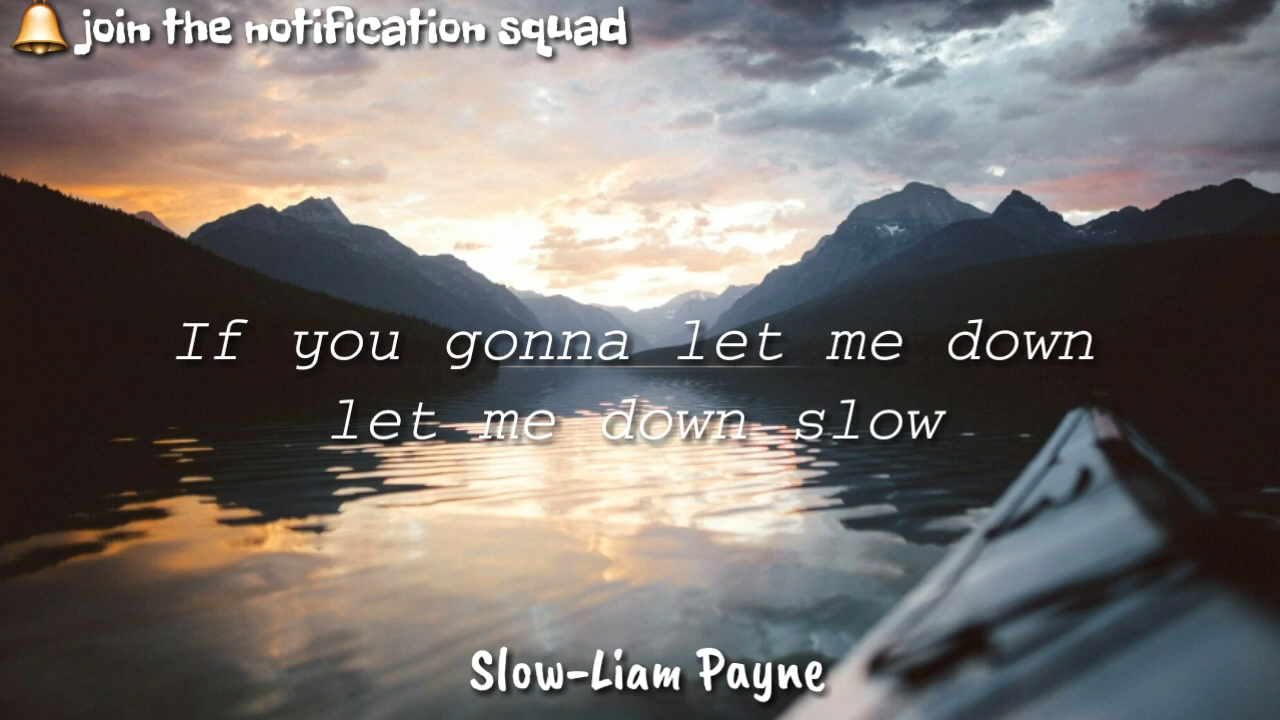 join the notification squad
If you gonna let me down
let me down slow
Slow-Liam Payne